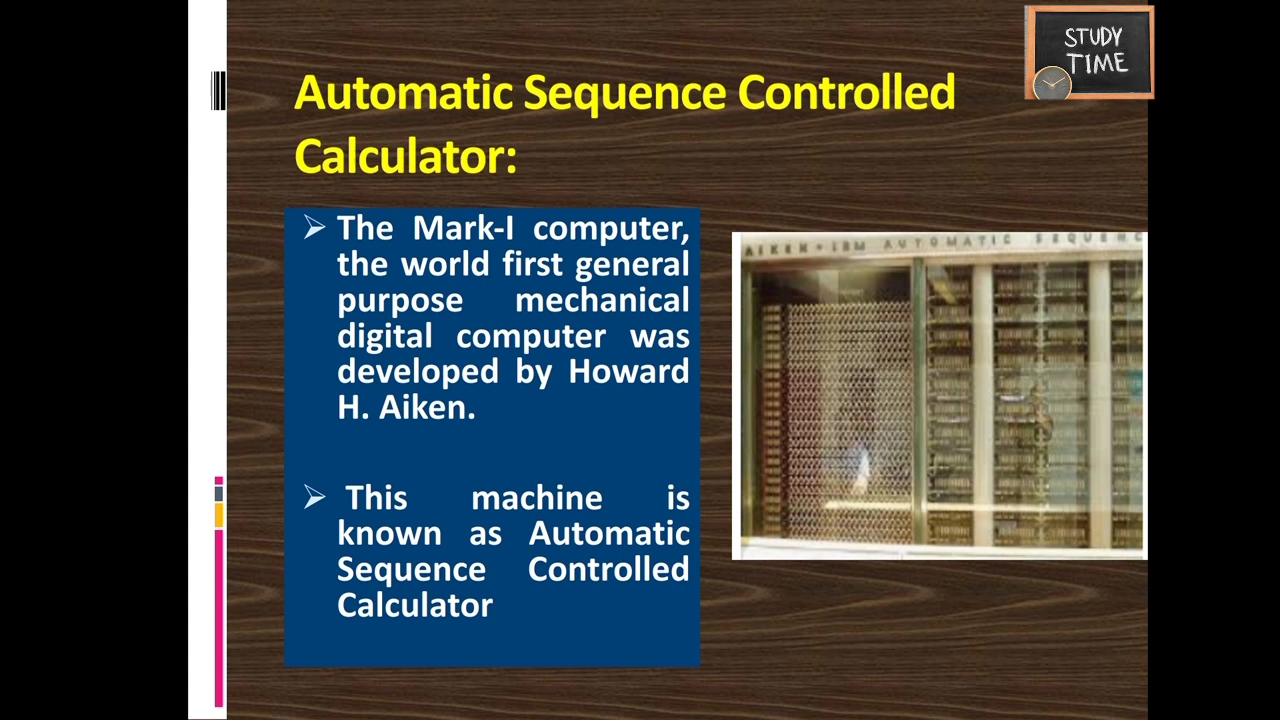 STUDY
TIME
Automatic Sequence Controlled
Calculator:
➢ The Mark-I computer,
the world first general
purpose mechanical
digital computer was
developed by Howard
H. Aiken.
➢ This machine is
known as Automatic
Sequence Controlled
Calculator
AIKEN - IBM AUTOMATIC SEQUENC